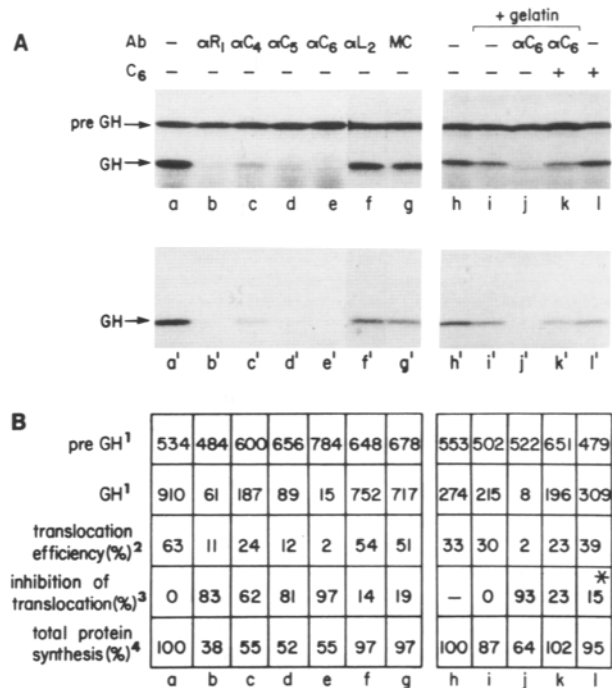 + gelatin
A Ab – αR1 αC4 αC5 αC6 αL2 MC – – αC6 αC6 –
C6 – – – – – – – – – – + +
pre GH→
GH→
a b c d e f g h i j k l
GH→
a' b' c' d' e' f' g' h' i' j' k' l'
B
pre GH¹ 534 484 600 656 784 648 678 553 502 522 651 479
GH¹ 910 61 187 89 15 752 717 274 215 8 196 309
translocation
efficiency(%)² 63 11 24 12 2 54 51 33 30 2 23 39
inhibition of
translocation(%)³ 0 83 62 81 97 14 19 – 0 93 23 15*
total protein
synthesis(%)⁴ 100 38 55 52 55 97 97 100 87 64 102 95
a b c d e f g h i j k l